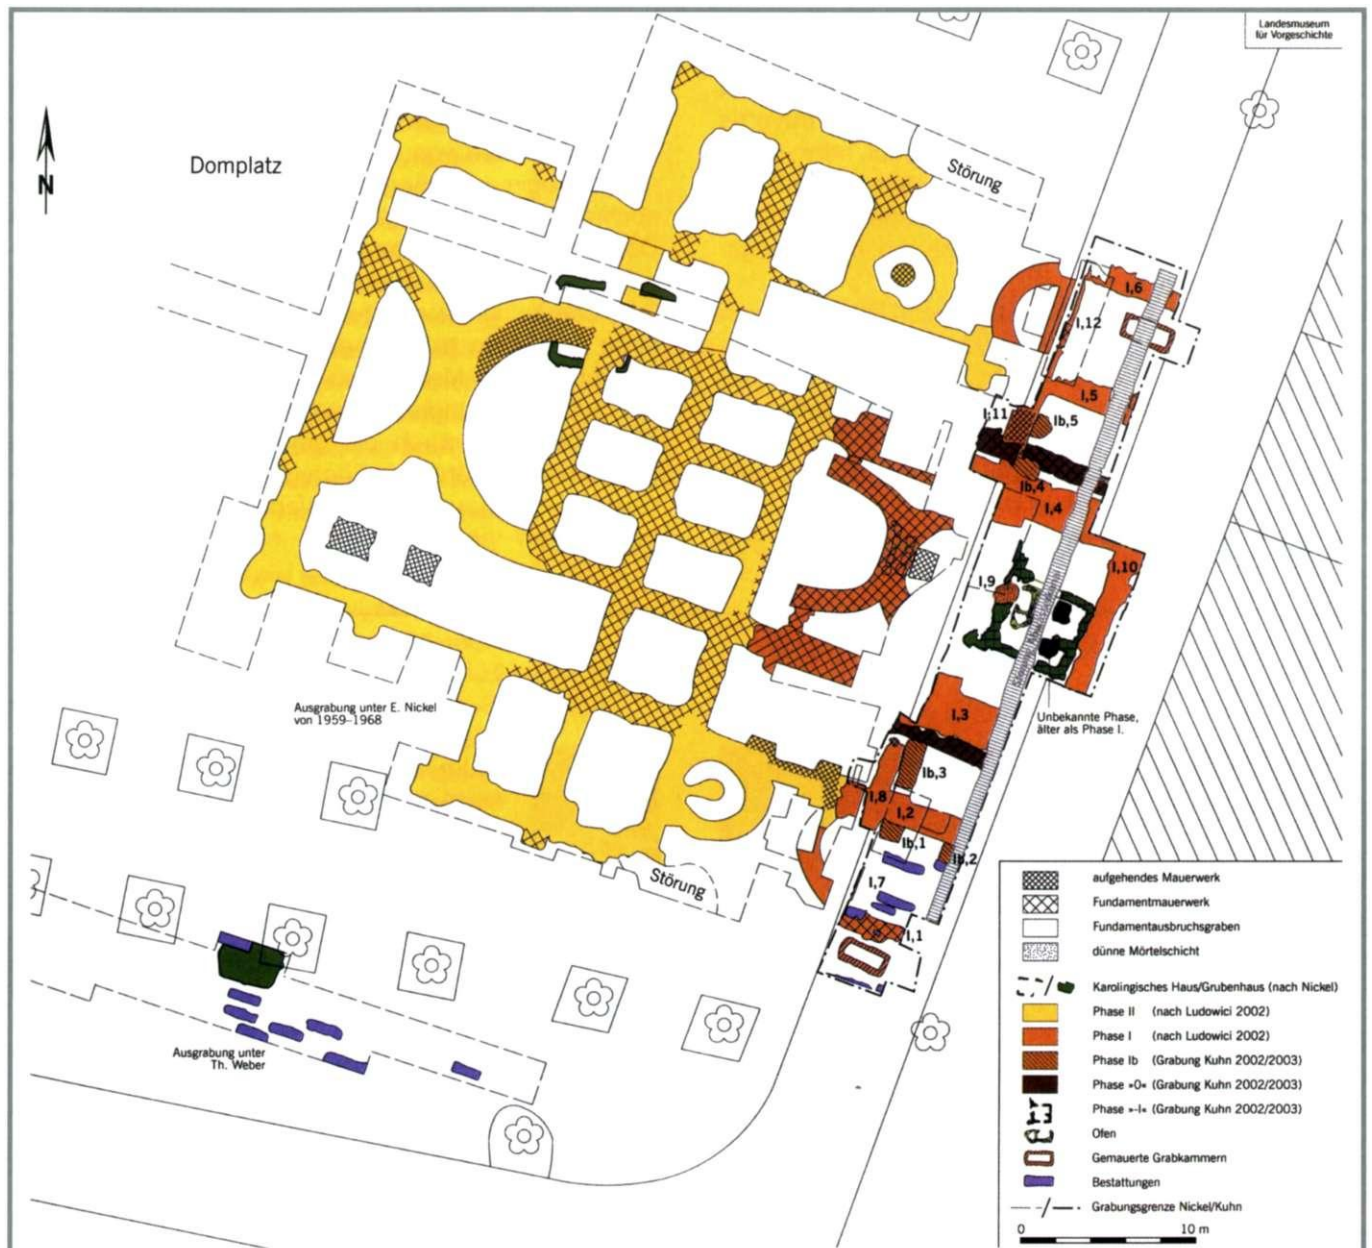 Landesmuseum
für Vorgeschichte
N
Domplatz
Störung
I,6
I,12
I,5
I,11
Ib,5
Ib,4
I,4
I,10
I,9
Ausgrabung unter E. Nickel
von 1959–1968
Unbekannte Phase,
älter als Phase I.
I,3
Ib,3
I,8
I,2
Ib,1
Ib,2
Störung
I,7
I,1
Ausgrabung unter
Th. Weber
aufgehendes Mauerwerk
Fundamentmauerwerk
Fundamentausbruchsgraben
dünne Mörtelschicht
Karolingisches Haus/Grubenhaus (nach Nickel)
Phase II (nach Ludowici 2002)
Phase I (nach Ludowici 2002)
Phase Ib (Grabung Kuhn 2002/2003)
Phase »0« (Grabung Kuhn 2002/2003)
Phase »-I« (Grabung Kuhn 2002/2003)
Ofen
Gemauerte Grabkammern
Bestattungen
Grabungsgrenze Nickel/Kuhn
0 10 m